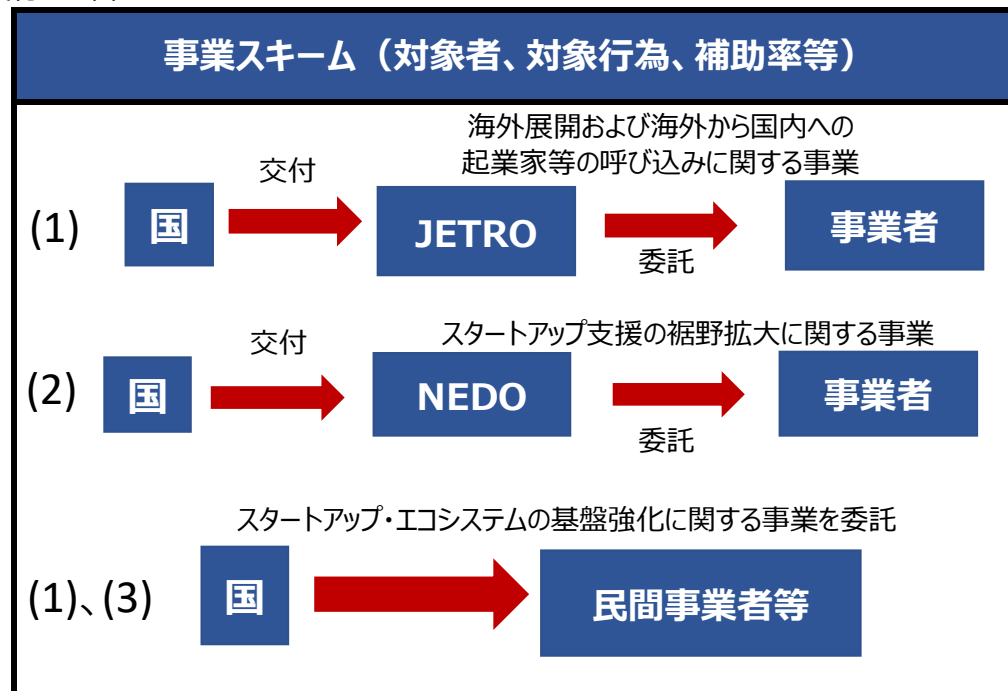 事業スキーム（対象者、対象行為、補助率等）
海外展開および海外から国内への
起業家等の呼び込みに関する事業
交付
(1)
国
JETRO
事業者
委託
スタートアップ支援の裾野拡大に関する事業
交付
(2)
国
NEDO
事業者
委託
スタートアップ・エコシステムの基盤強化に関する事業を委託
(1)、(3)
国
民間事業者等